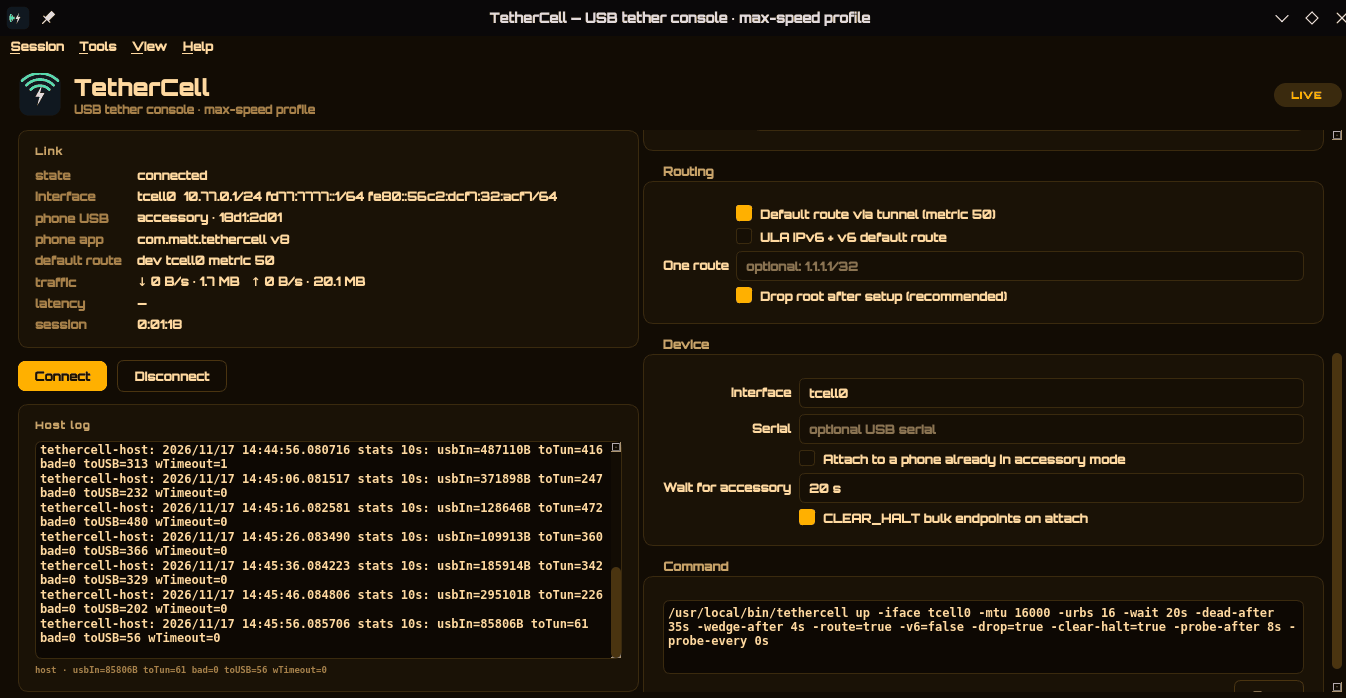 TetherCell — USB tether console · max-speed profile
Session Tools View Help
TetherCell
USB tether console · max-speed profile
LIVE
Link
state connected
interface tcell0 10.77.0.1/24 fd77:7777::1/64 fe80::56c2:dcf7:32:acf7/64
phone USB accessory · 18d1:2d01
phone app com.matt.tethercell v8
default route dev tcell0 metric 50
traffic ↓ 0 B/s · 1.7 MB ↑ 0 B/s · 20.1 MB
latency —
session 0:01:18
Connect Disconnect
Host log
tethercell-host: 2026/11/17 14:44:56.080716 stats 10s: usbIn=487110B toTun=416
bad=0 toUSB=313 wTimeout=1
tethercell-host: 2026/11/17 14:45:06.081517 stats 10s: usbIn=371898B toTun=247
bad=0 toUSB=232 wTimeout=0
tethercell-host: 2026/11/17 14:45:16.082581 stats 10s: usbIn=128646B toTun=472
bad=0 toUSB=480 wTimeout=0
tethercell-host: 2026/11/17 14:45:26.083490 stats 10s: usbIn=109913B toTun=360
bad=0 toUSB=366 wTimeout=0
tethercell-host: 2026/11/17 14:45:36.084223 stats 10s: usbIn=185914B toTun=342
bad=0 toUSB=329 wTimeout=0
tethercell-host: 2026/11/17 14:45:46.084806 stats 10s: usbIn=295101B toTun=226
bad=0 toUSB=202 wTimeout=0
tethercell-host: 2026/11/17 14:45:56.085706 stats 10s: usbIn=85806B toTun=61
bad=0 toUSB=56 wTimeout=0
host · usbIn=85806B toTun=61 bad=0 toUSB=56 wTimeout=0
Routing
Default route via tunnel (metric 50)
ULA IPv6 + v6 default route
One route optional: 1.1.1.1/32
Drop root after setup (recommended)
Device
Interface tcell0
Serial optional USB serial
Attach to a phone already in accessory mode
Wait for accessory 20 s
CLEAR_HALT bulk endpoints on attach
Command
/usr/local/bin/tethercell up -iface tcell0 -mtu 16000 -urbs 16 -wait 20s -dead-after
35s -wedge-after 4s -route=true -v6=false -drop=true -clear-halt=true -probe-after 8s -
probe-every 0s